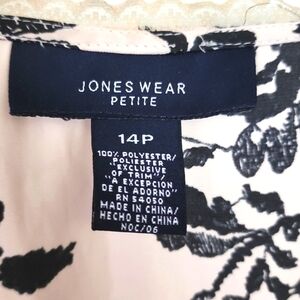 JONES WEAR
PETITE
14P
100% POLYESTER/
POLIESTER
"EXCLUSIVE
OF TRIM"/
"A EXCEPCION
DE EL ADORNO"
RN 54050
MADE IN CHINA/
HECHO EN CHINA
NOC/06